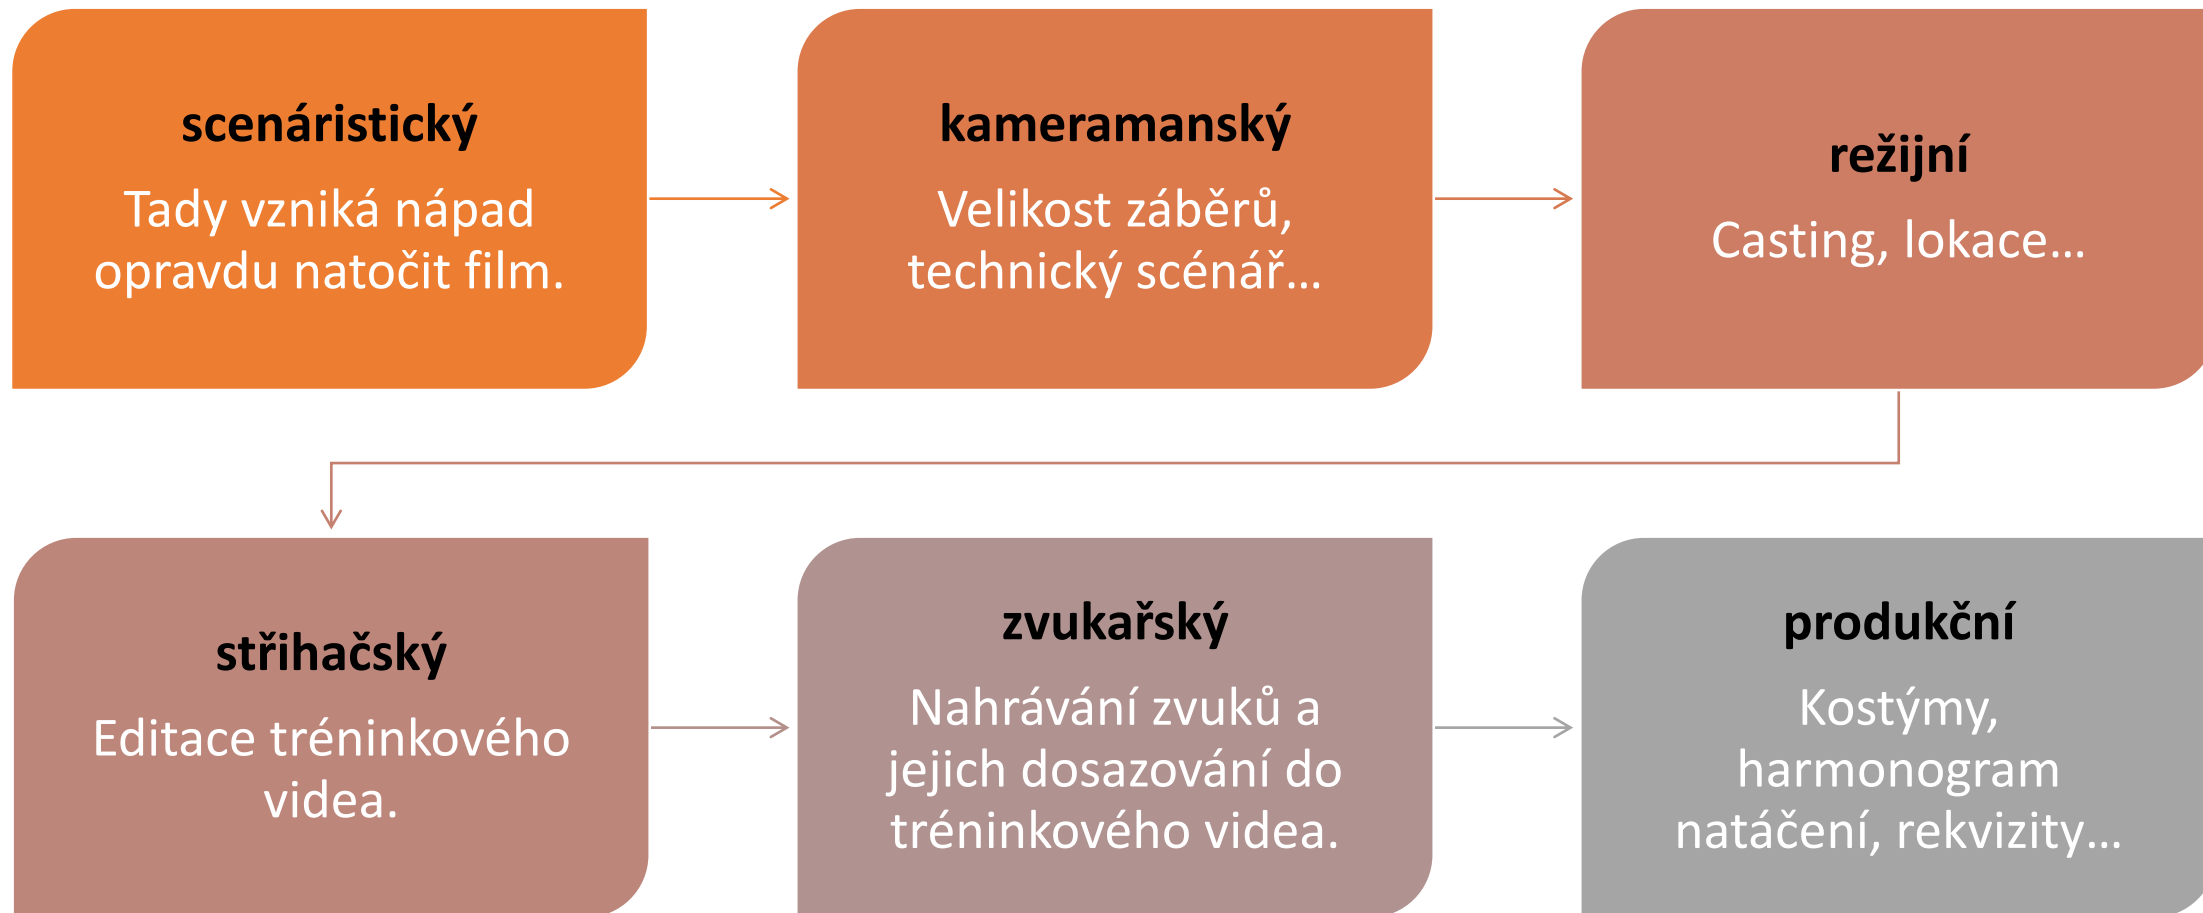 scenáristický
Tady vzniká nápad
opravdu natočit film.
kameramanský
Velikost záběrů,
technický scénář…
režijní
Casting, lokace…
střihačský
Editace tréninkového
videa.
zvukařský
Nahrávání zvuků a
jejich dosazování do
tréninkového videa.
produkční
Kostýmy,
harmonogram
natáčení, rekvizity…